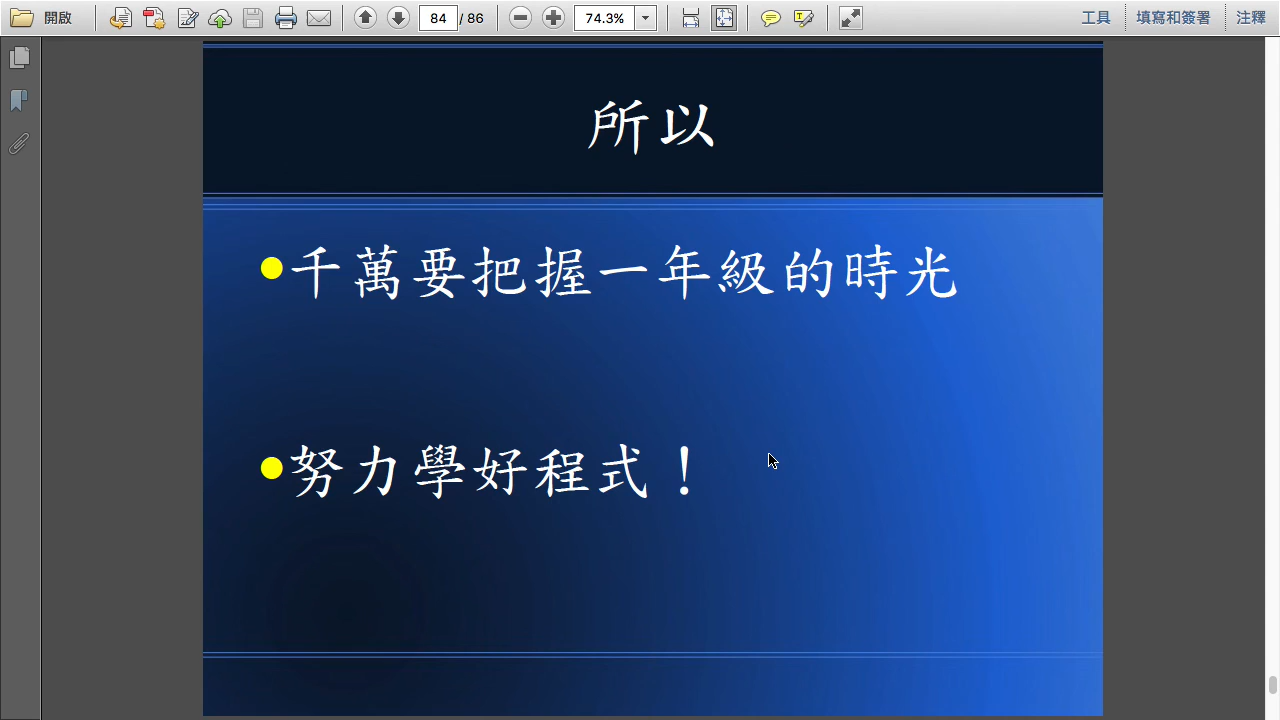 開啟
84 / 86
74.3%
工具
填寫和簽署
注釋
所以
千萬要把握一年級的時光
努力學好程式！